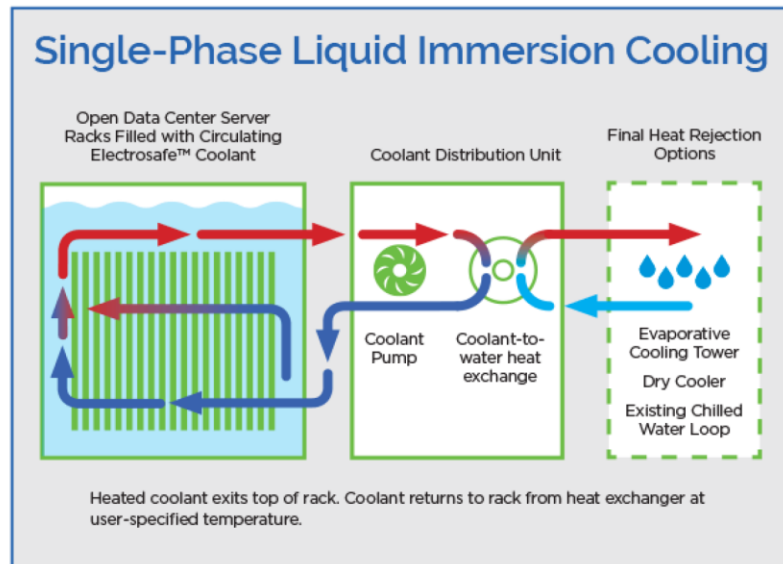 Single-Phase Liquid Immersion Cooling
Open Data Center Server
Racks Filled with Circulating
Electrosafe™ Coolant
Coolant Distribution Unit
Final Heat Rejection
Options
Coolant
Pump
Coolant-to-
water heat
exchange
Evaporative
Cooling Tower
Dry Cooler
Existing Chilled
Water Loop
Heated coolant exits top of rack. Coolant returns to rack from heat exchanger at
user-specified temperature.